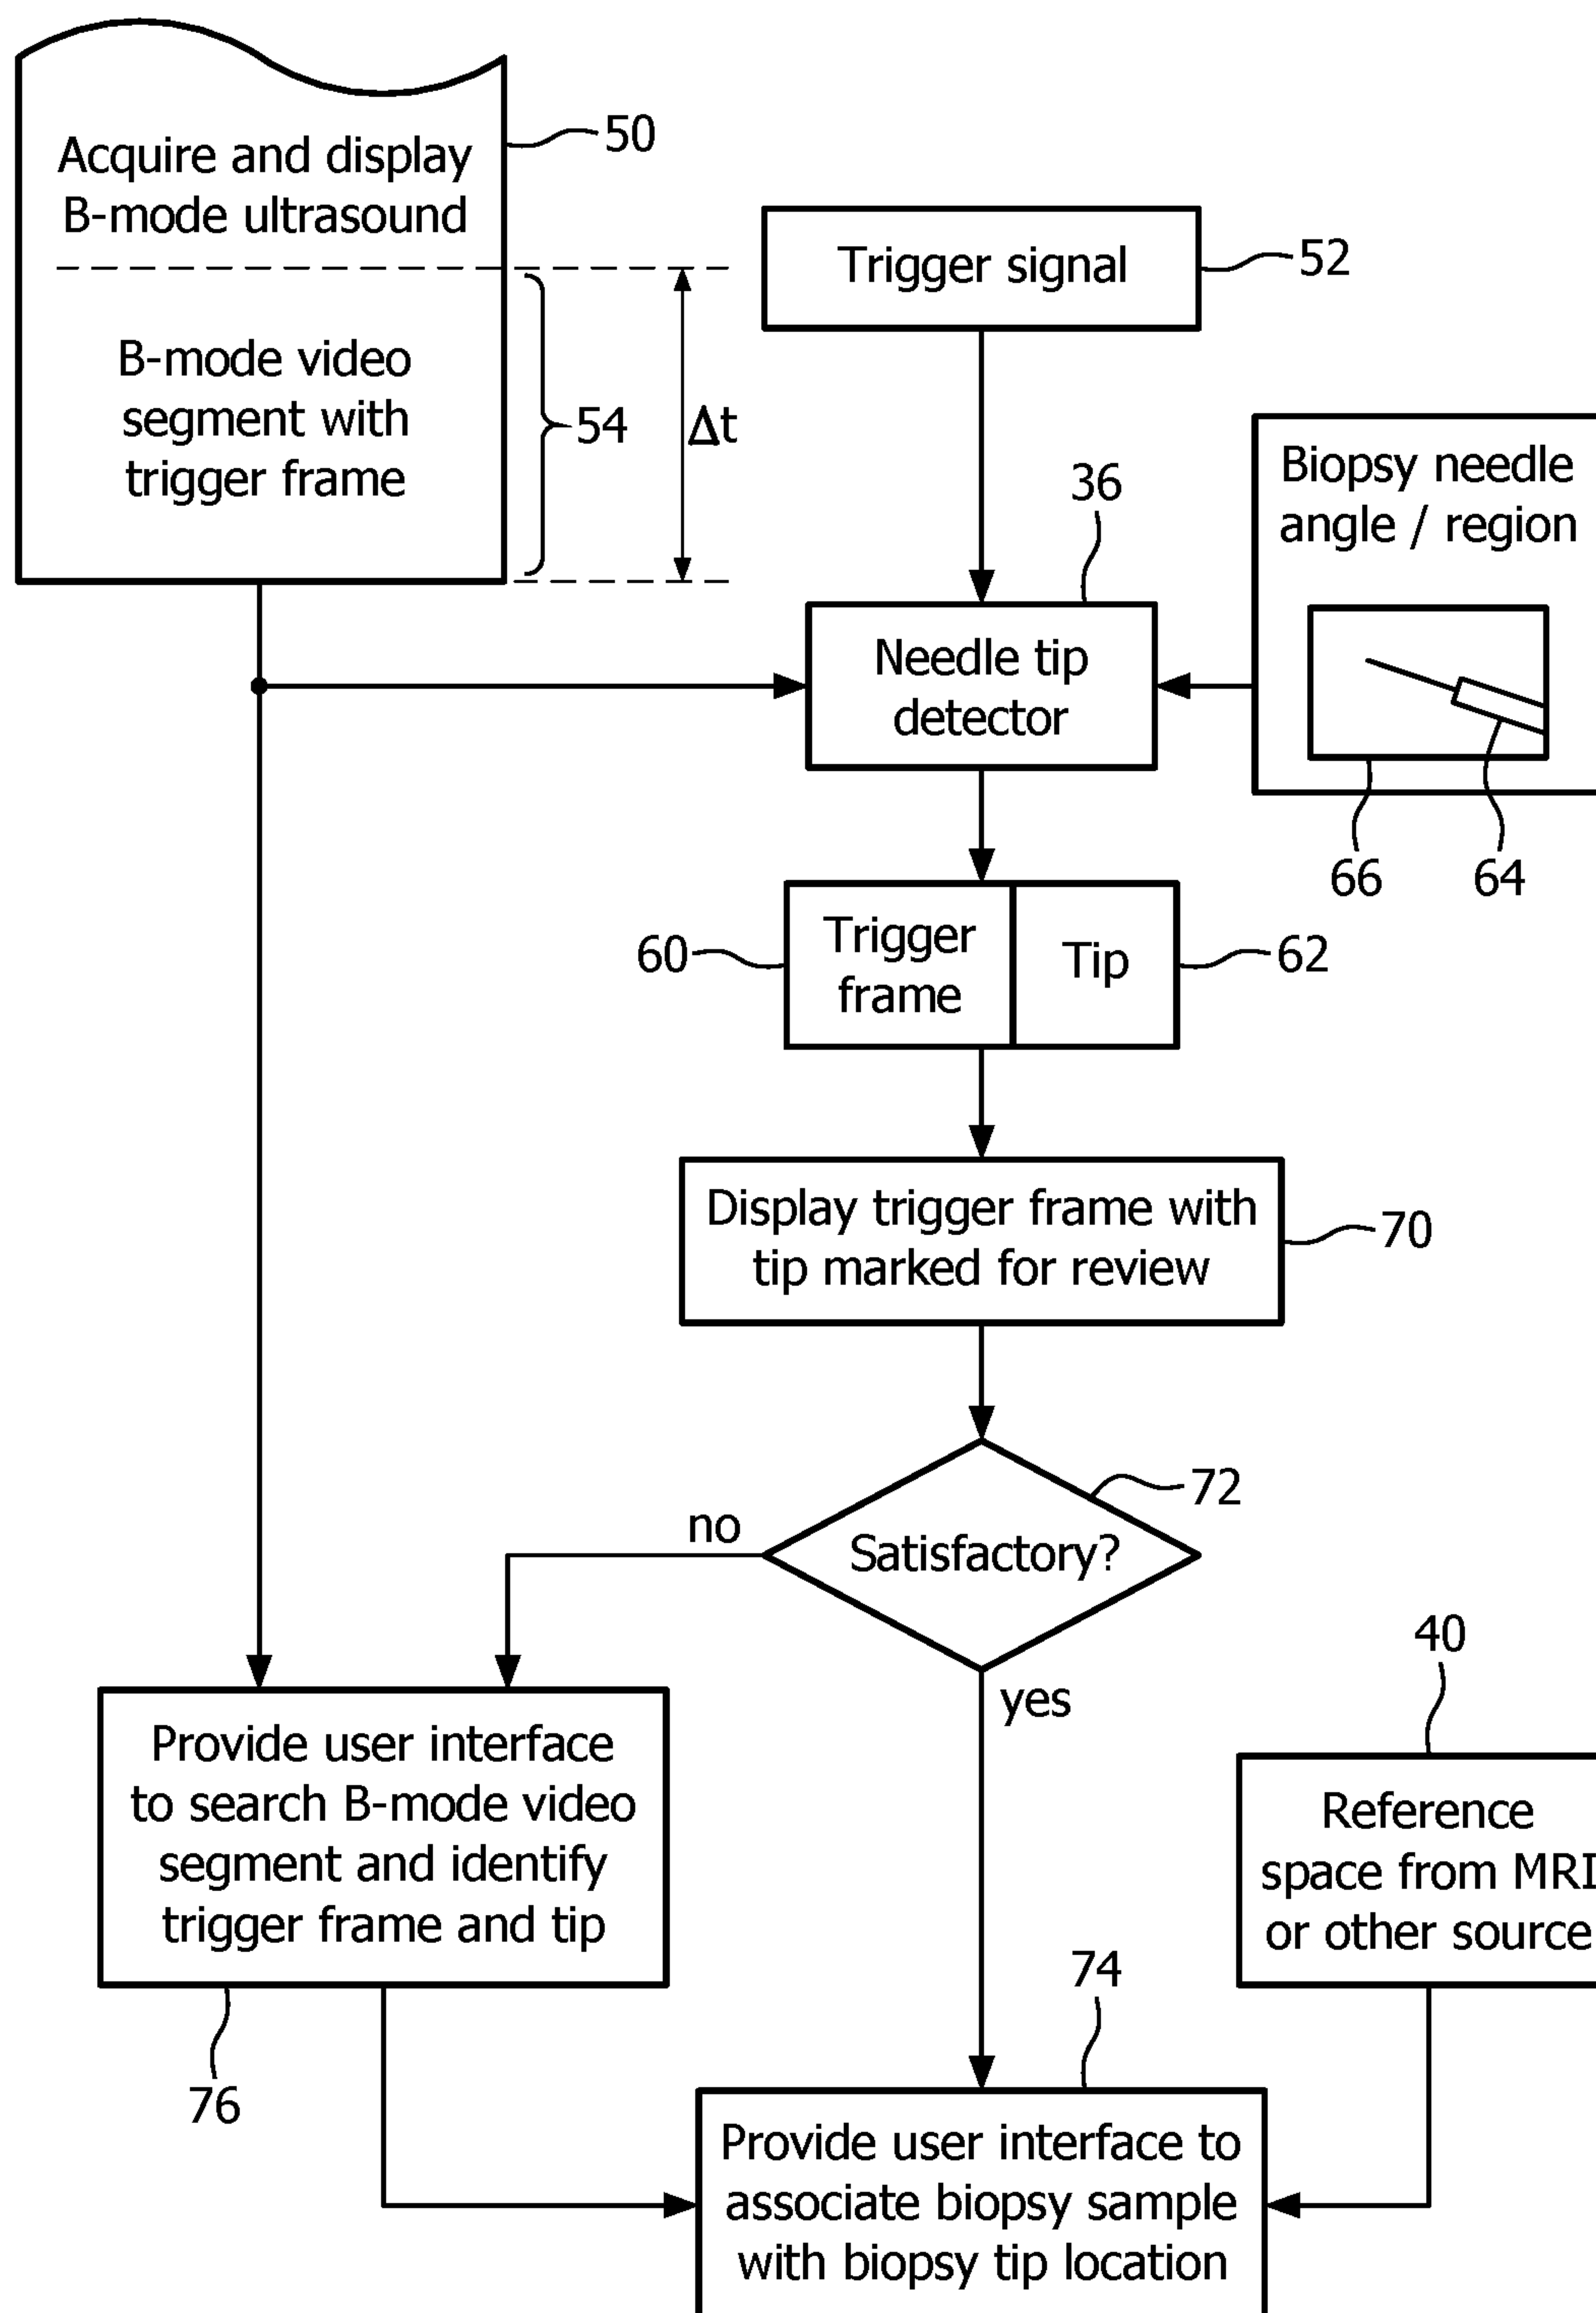 Acquire and display
B-mode ultrasound
50
B-mode video
segment with
trigger frame
54
Δt
Trigger signal
52
Biopsy needle
angle / region
66
64
36
Needle tip
detector
60
Trigger
frame
Tip
62
Display trigger frame with
tip marked for review
70
72
Satisfactory?
no
yes
40
Reference
space from MRI
or other source
Provide user interface
to search B-mode video
segment and identify
trigger frame and tip
76
74
Provide user interface to
associate biopsy sample
with biopsy tip location